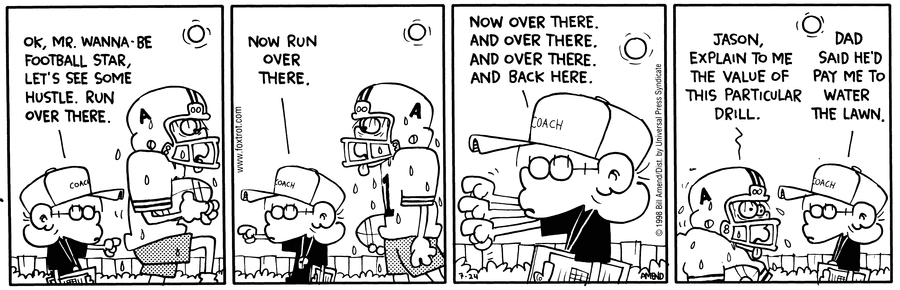 OK, MR. WANNA-BE
FOOTBALL STAR,
LET'S SEE SOME
HUSTLE. RUN
OVER THERE.
A
COACH
NOW RUN
OVER
THERE.
www.foxtrot.com
A
COACH
1
NOW OVER THERE.
AND OVER THERE.
AND OVER THERE.
AND BACK HERE.
COACH
© 1998 Bill Amend/Dist. by Universal Press Syndicate
7-24
AMEND
JASON,
EXPLAIN TO ME
THE VALUE OF
THIS PARTICULAR
DRILL.
DAD
SAID HE'D
PAY ME TO
WATER
THE LAWN.
A
COACH